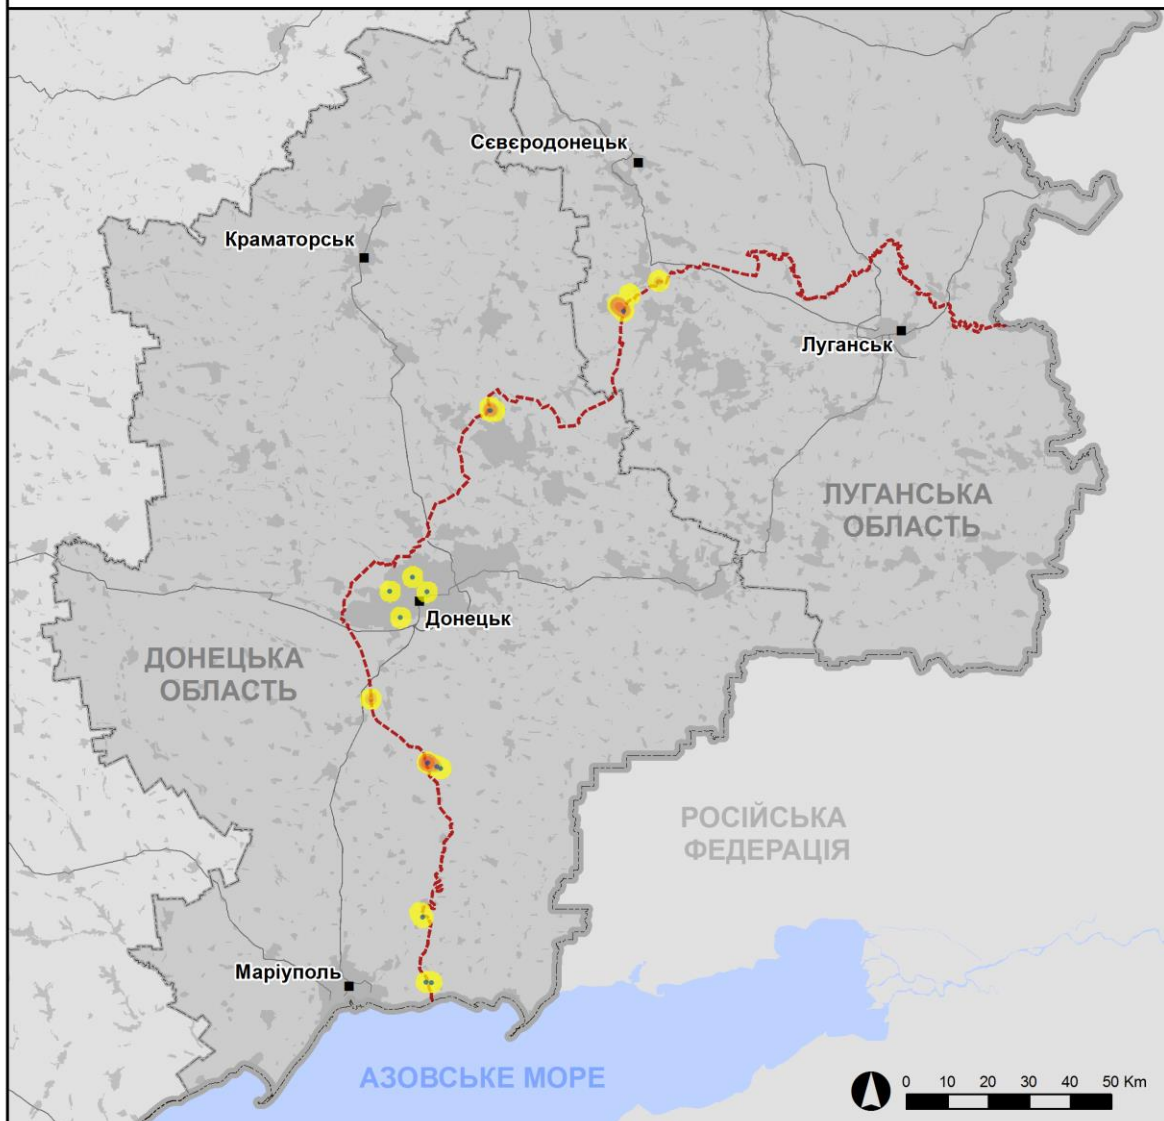 Сєвєродонецьк
Краматорськ
Луганськ
ЛУГАНСЬКА
ОБЛАСТЬ
Донецьк
ДОНЕЦЬКА
ОБЛАСТЬ
РОСІЙСЬКА
ФЕДЕРАЦІЯ
Маріуполь
АЗОВСЬКЕ МОРЕ
0 10 20 30 40 50 Km